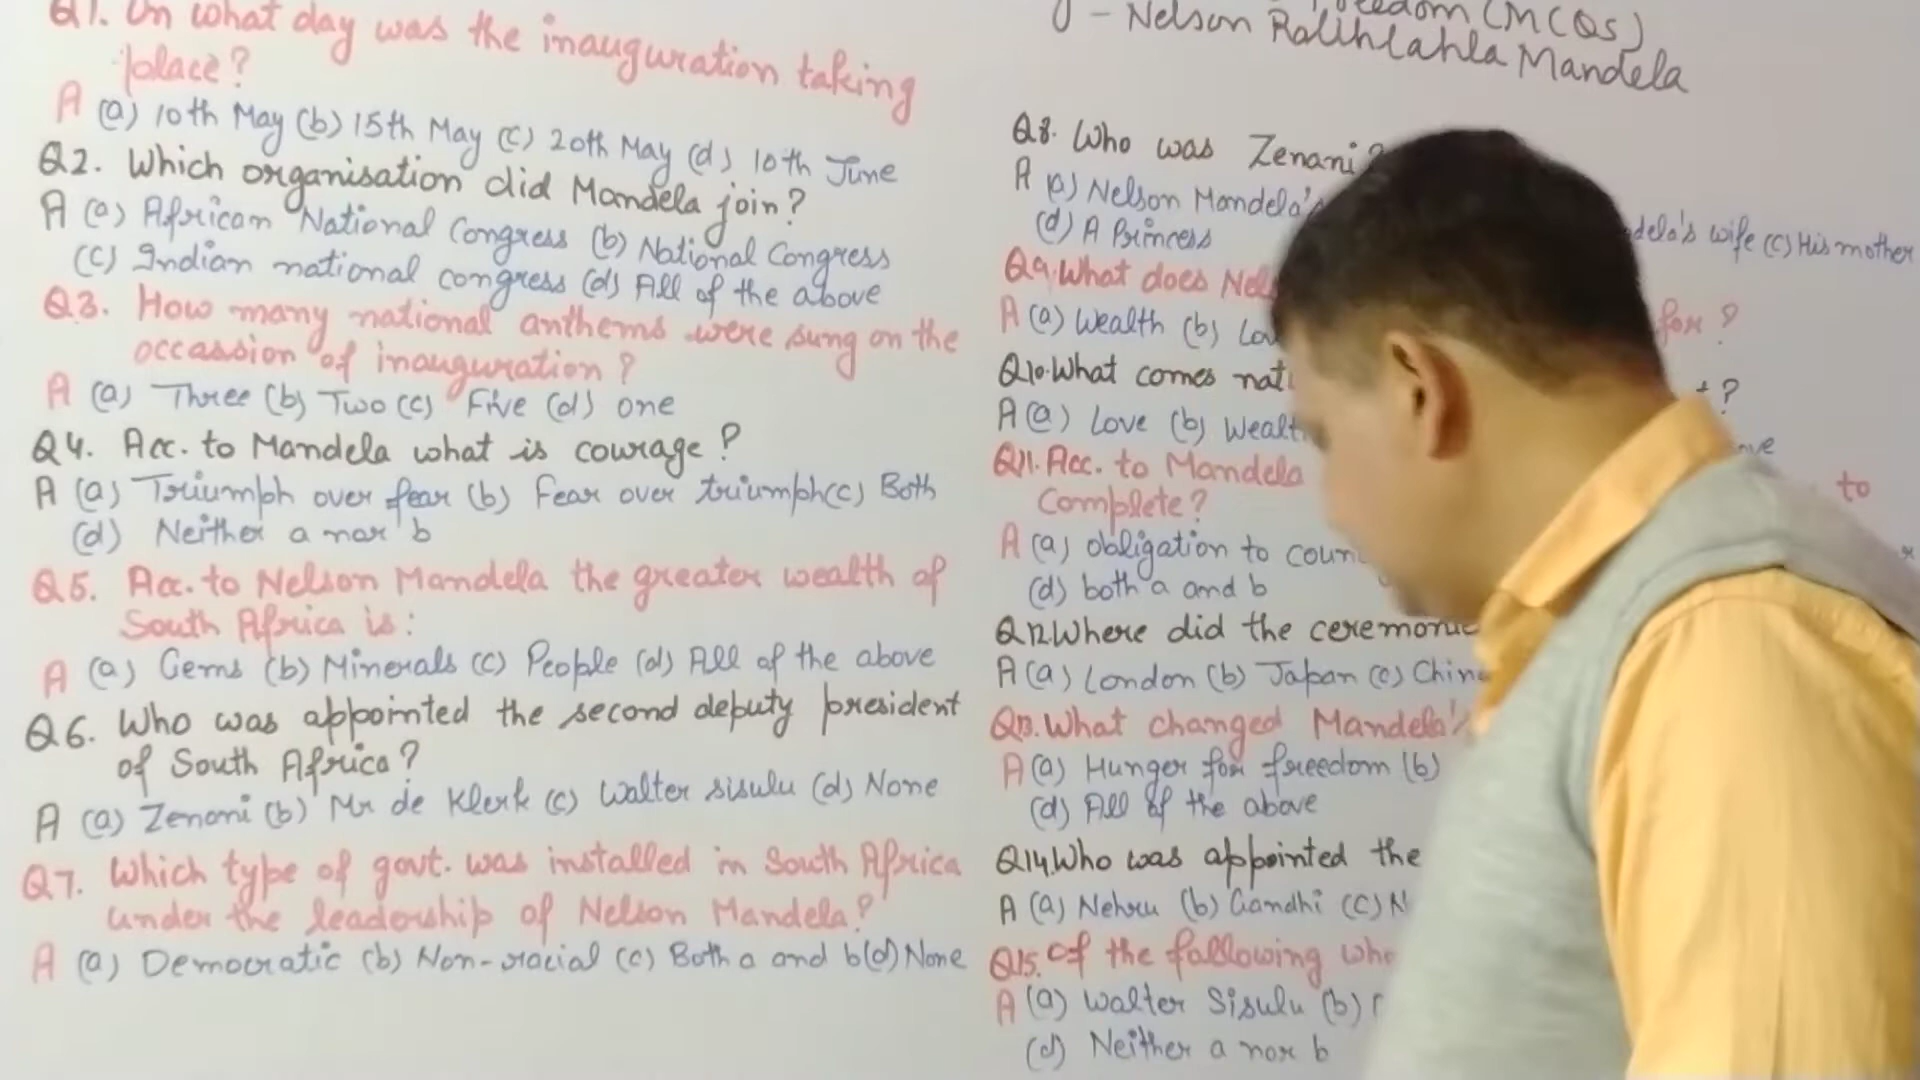 Q1. On what day was the inauguration taking
place?
A (a) 10th May (b) 15th May (c) 20th May (d) 10th June
Q2. Which organisation did Mandela join?
A (a) African National Congress (b) National Congress
(c) Indian national congress (d) All of the above
Q3. How many national anthems were sung on the
occassion of inauguration?
A (a) Three (b) Two (c) Five (d) one
Q4. Acc. to Mandela what is courage?
A (a) Triumph over fear (b) Fear over triumph (c) Both
(d) Neither a nor b
Q5. Acc. to Nelson Mandela the greater wealth of
South Africa is:
A (a) Gems (b) Minerals (c) People (d) All of the above
Q6. Who was appointed the second deputy president
of South Africa?
A (a) Zenani (b) Mr de Klerk (c) Walter sisulu (d) None
Q7. Which type of govt. was installed in South Africa
under the leadership of Nelson Mandela?
A (a) Democratic (b) Non-racial (c) Both a and b (d) None
(MCQS)
- Nelson Rolihlahla Mandela
Q8. Who was Zenani?
A (a) Nelson Mandela's wife (c) His mother
(d) A Princess
Q9. What does for?
A (a) Wealth (b)
Q10. What comes ?
A (a) Love (b)
Q11. Acc. to Mandela to
Complete?
A (a) obligation to
(d) both a and b
Q12. Where did the
A (a) London (b) Japan (c)
Q13. What changed Mandela's
A (a) Hunger for freedom (b)
(d) All of the above
Q14. Who was appointed the
A (a) Nehru (b) Gandhi (c)
Q15. Of the following
A (a) Walter Sisulu (b)
(d) Neither a nor b